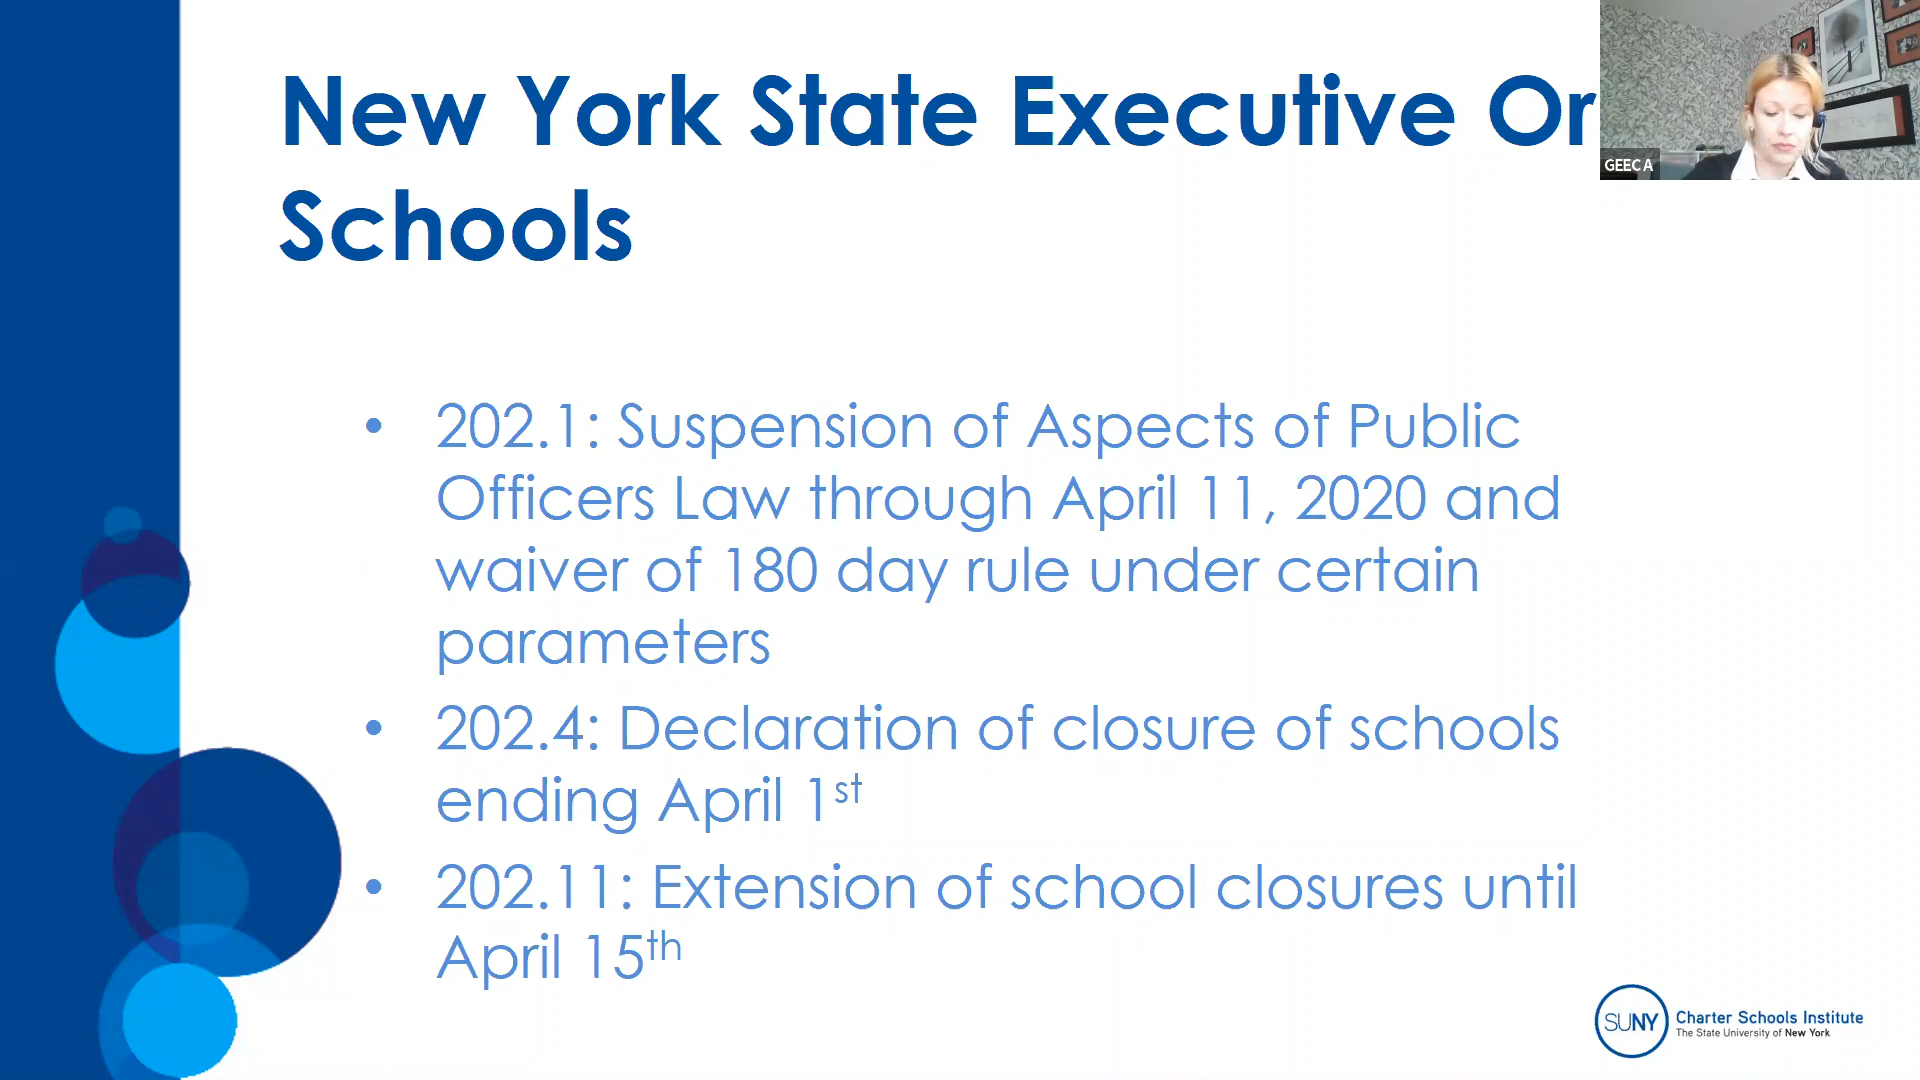 New York State Executive Or
Schools
GEECA
• 202.1: Suspension of Aspects of Public
Officers Law through April 11, 2020 and
waiver of 180 day rule under certain
parameters
• 202.4: Declaration of closure of schools
ending April 1st
• 202.11: Extension of school closures until
April 15th
SUNY
Charter Schools Institute
The State University of New York